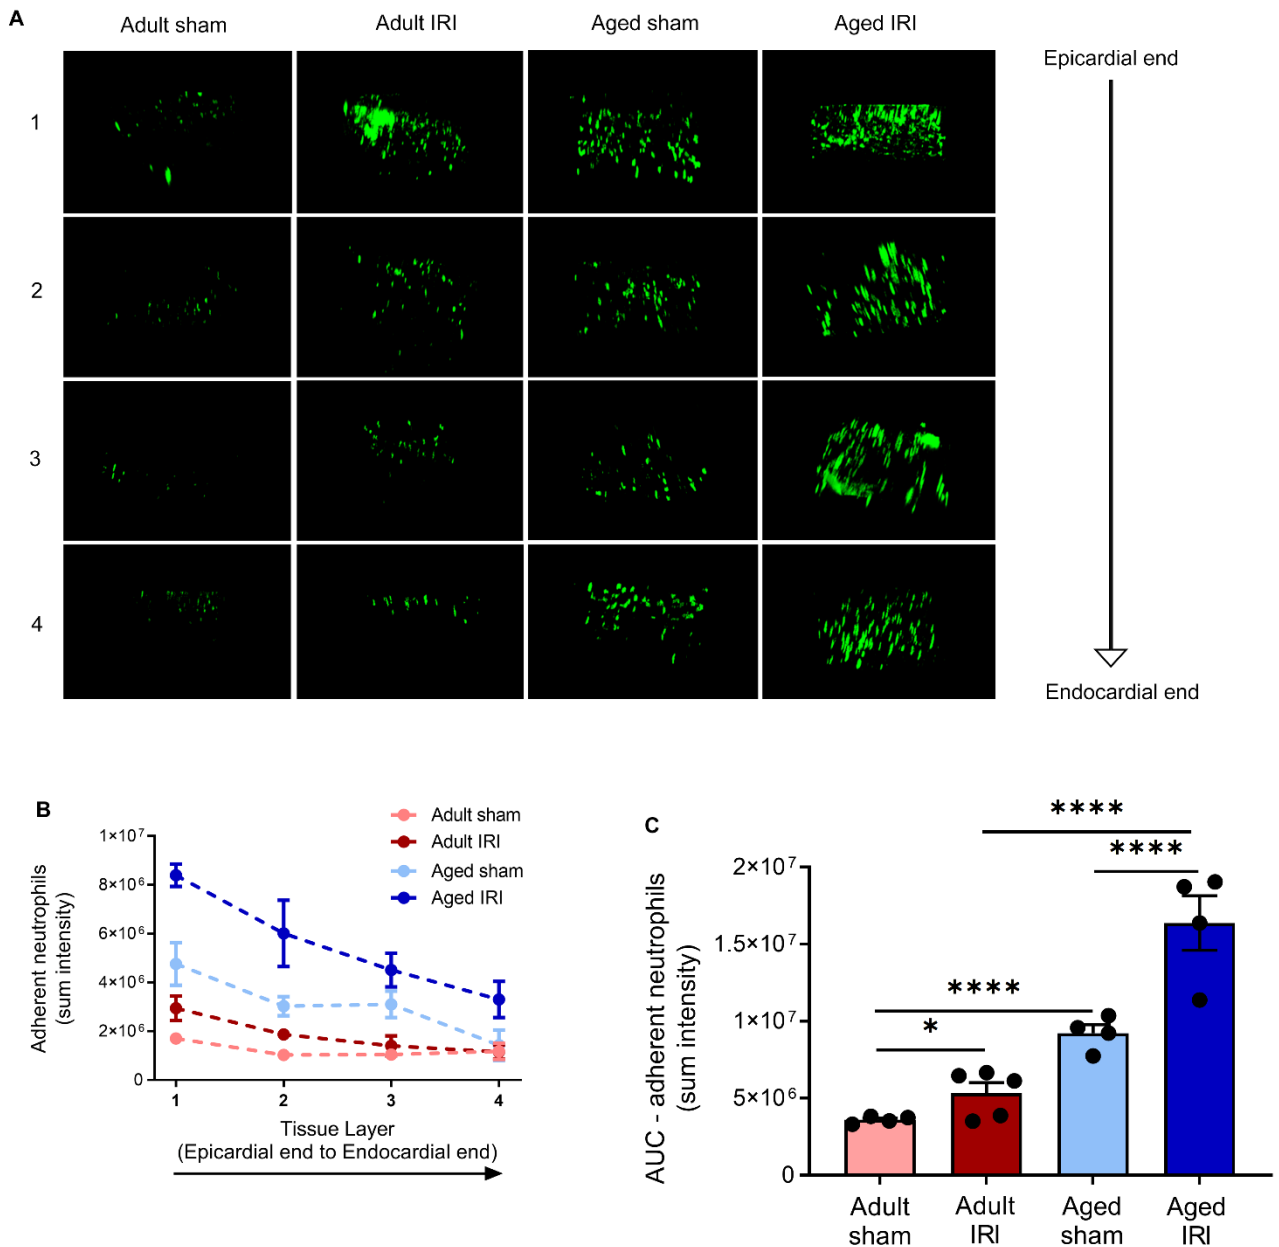 A
Adult sham
Adult IRI
Aged sham
Aged IRI
Epicardial end
1
2
3
4
Endocardial end
B
Adult sham
Adult IRI
Aged sham
Aged IRI
Adherent neutrophils
(sum intensity)
1×10⁷
8×10⁶
6×10⁶
4×10⁶
2×10⁶
0
1
2
3
4
Tissue Layer
(Epicardial end to Endocardial end)
C
AUC - adherent neutrophils
(sum intensity)
2×10⁷
1.5×10⁷
1×10⁷
5×10⁶
0
****
****
****
*
Adult
sham
Adult
IRI
Aged
sham
Aged
IRI